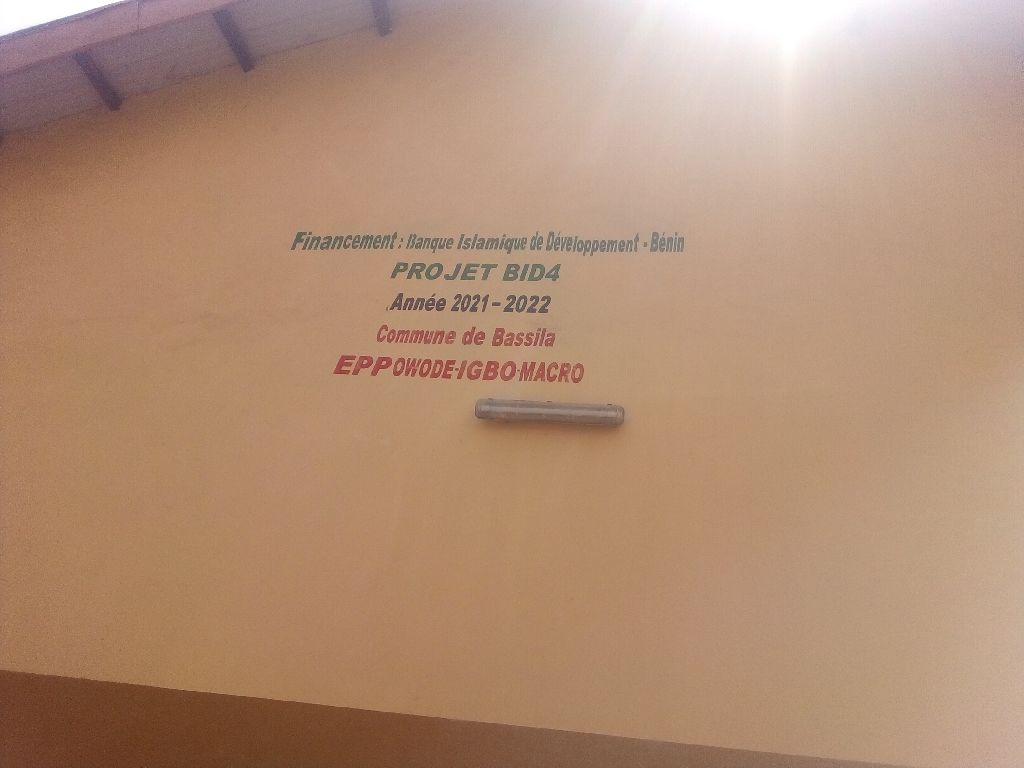 Financement : Banque Islamique de Développement - Bénin
PROJET BID4
Année 2021 - 2022
Commune de Bassila
EPP OWODE-IGBO-MACRO